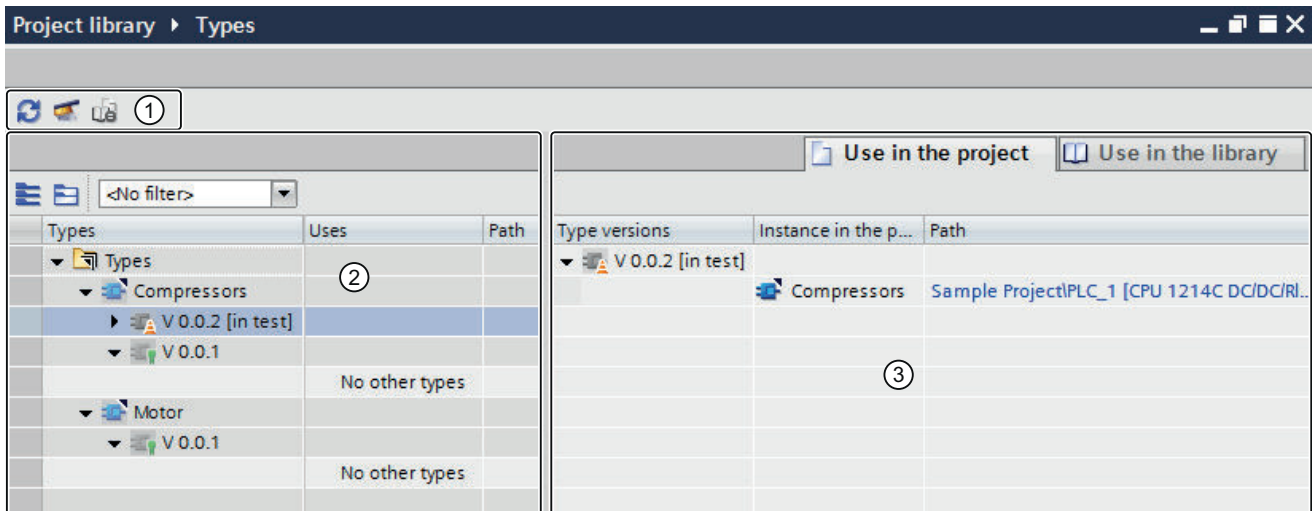 Project library ▸ Types
①
Use in the project
Use in the library
<No filter>
Types Uses Path
Type versions Instance in the p... Path
Types
②
V 0.0.2 [in test]
Compressors
Compressors Sample Project\PLC_1 [CPU 1214C DC/DC/Rl..
V 0.0.2 [in test]
V 0.0.1
③
No other types
Motor
V 0.0.1
No other types